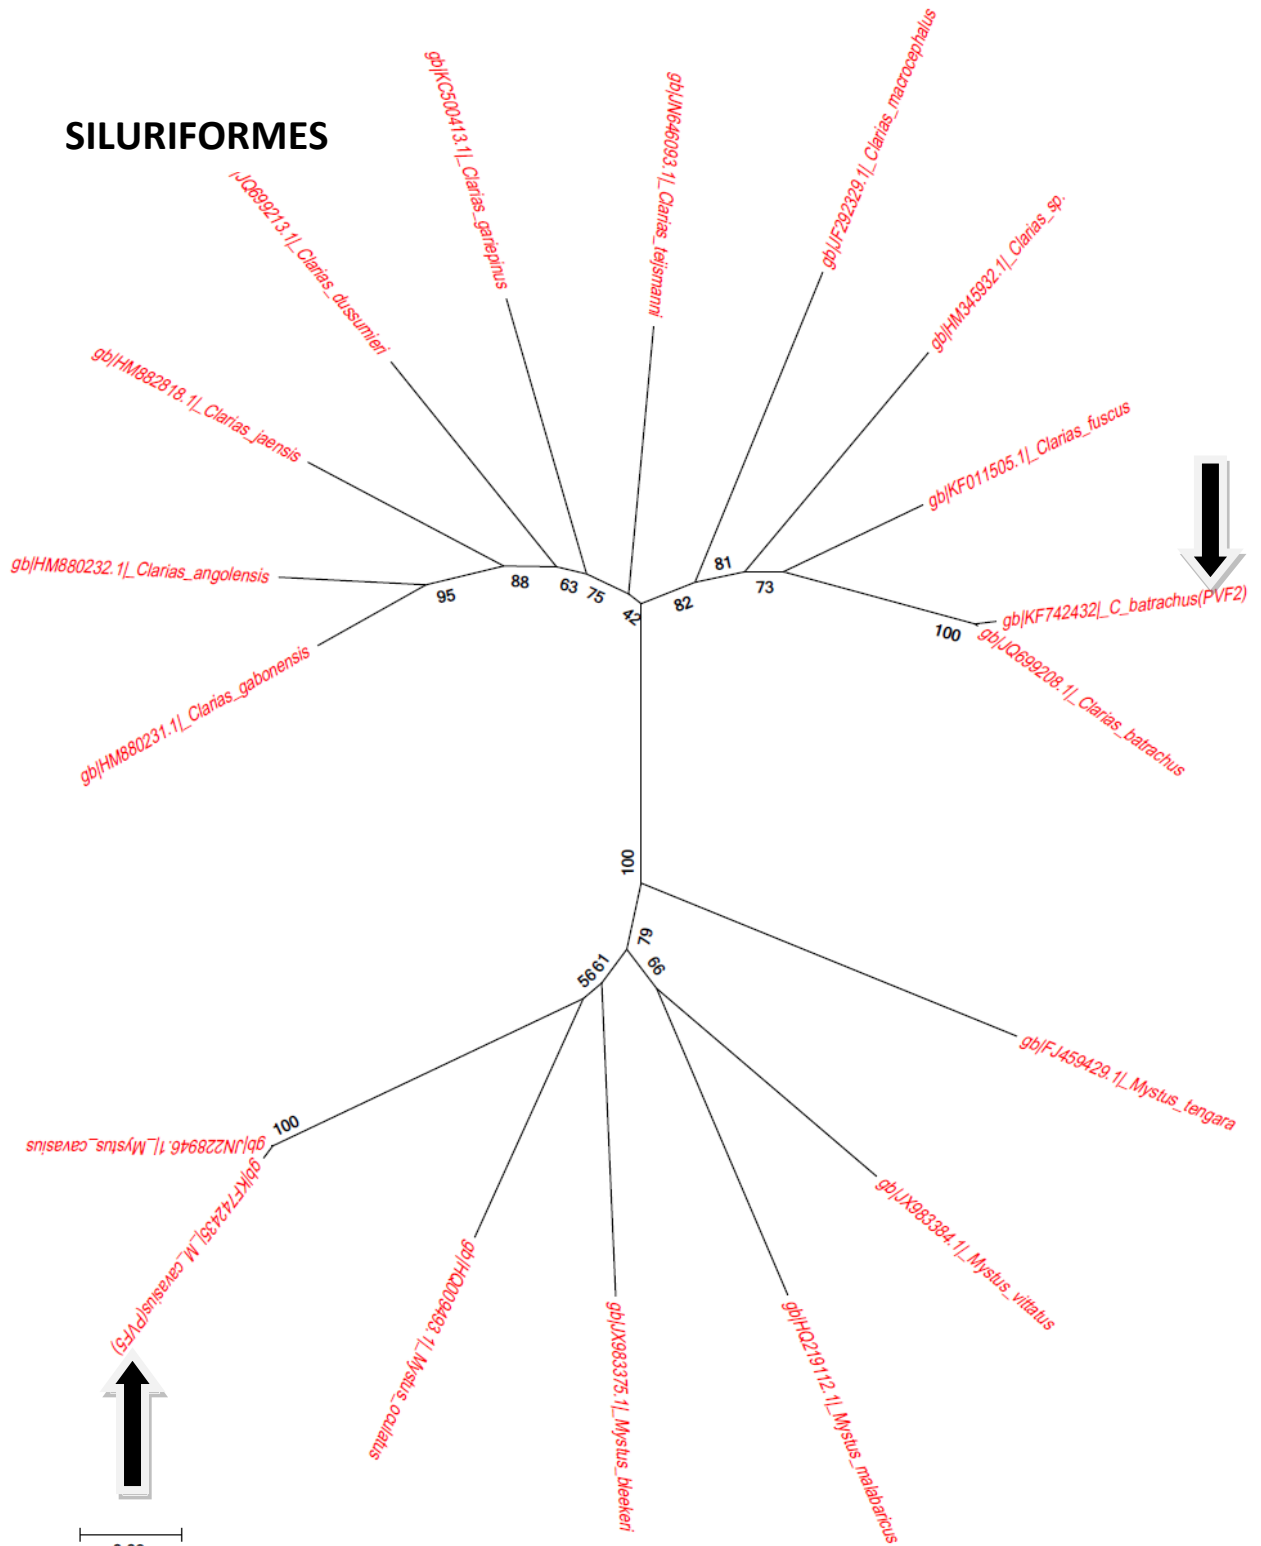 SILURIFORMES
gb|JF292329.1|_Clarias_macrocephalus
gb|KC500413.1|_Clarias_gariepinus
gb|JN646093.1|_Clarias_teijsmanni
|JQ699213.1|_Clarias_dussumieri
gb|HM345932.1|_Clarias_sp.
gb|HM882818.1|_Clarias_jaensis
gb|KF011505.1|_Clarias_fuscus
gb|HM880232.1|_Clarias_angolensis
95
88
63
75
42
82
81
73
100
gb|KF742432|_C_batrachus(PVF2)
gb|JQ699208.1|_Clarias_batrachus
gb|HM880231.1|_Clarias_gabonensis
100
79
66
61
56
gb|FJ459429.1|_Mystus_tengara
100
gb|JN228946.1|_Mystus_cavasius
gb|KF742435|_M_cavasius(PVF5)
gb|JX983384.1|_Mystus_vittatus
gb|HQ009493.1|_Mystus_oculatus
gb|JX983375.1|_Mystus_bleekeri
gb|HQ219112.1|_Mystus_malabaricus